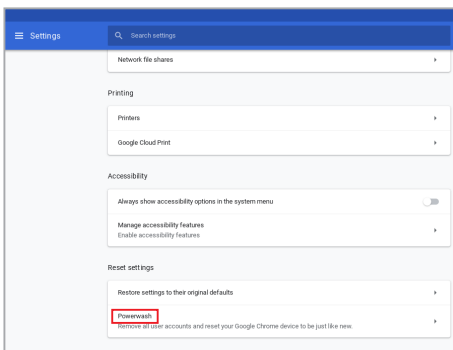 Settings
Search settings
Network file shares
Printing
Printers
Google Cloud Print
Accessibility
Always show accessibility options in the system menu
Manage accessibility features
Enable accessibility features
Reset settings
Restore settings to their original defaults
Powerwash
Remove all user accounts and reset your Google Chrome device to be just like new.